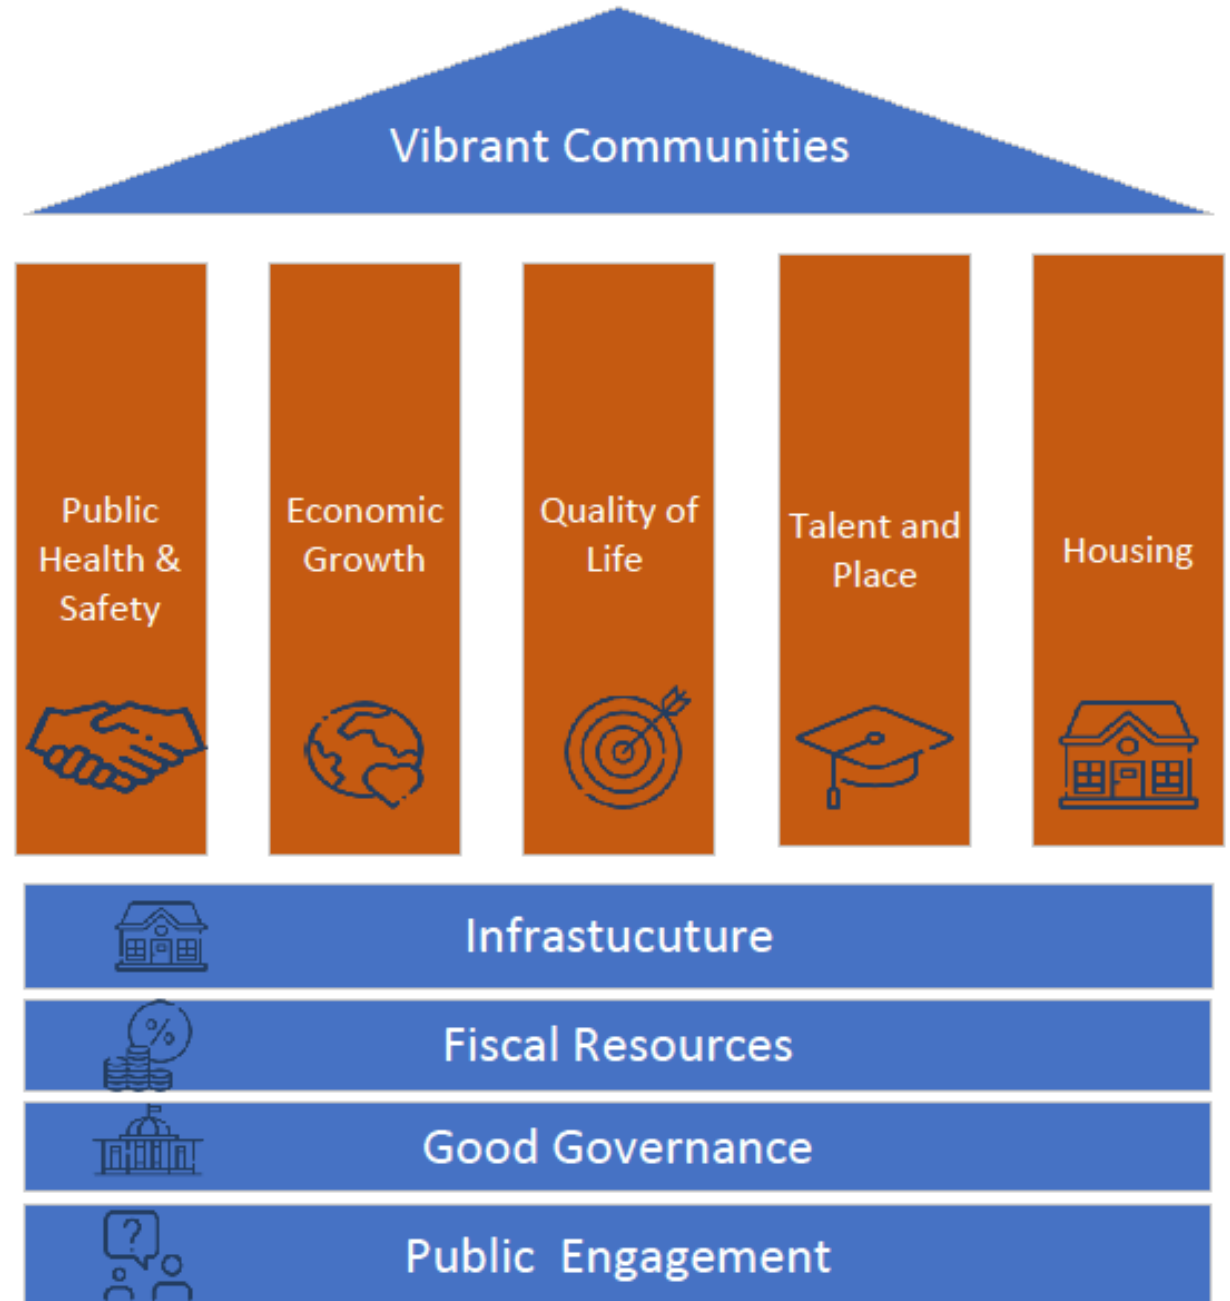 Vibrant Communities
Public
Health &
Safety
Economic
Growth
Quality of
Life
Talent and
Place
Housing
Infrastucuture
%
Fiscal Resources
Good Governance
?
Public  Engagement